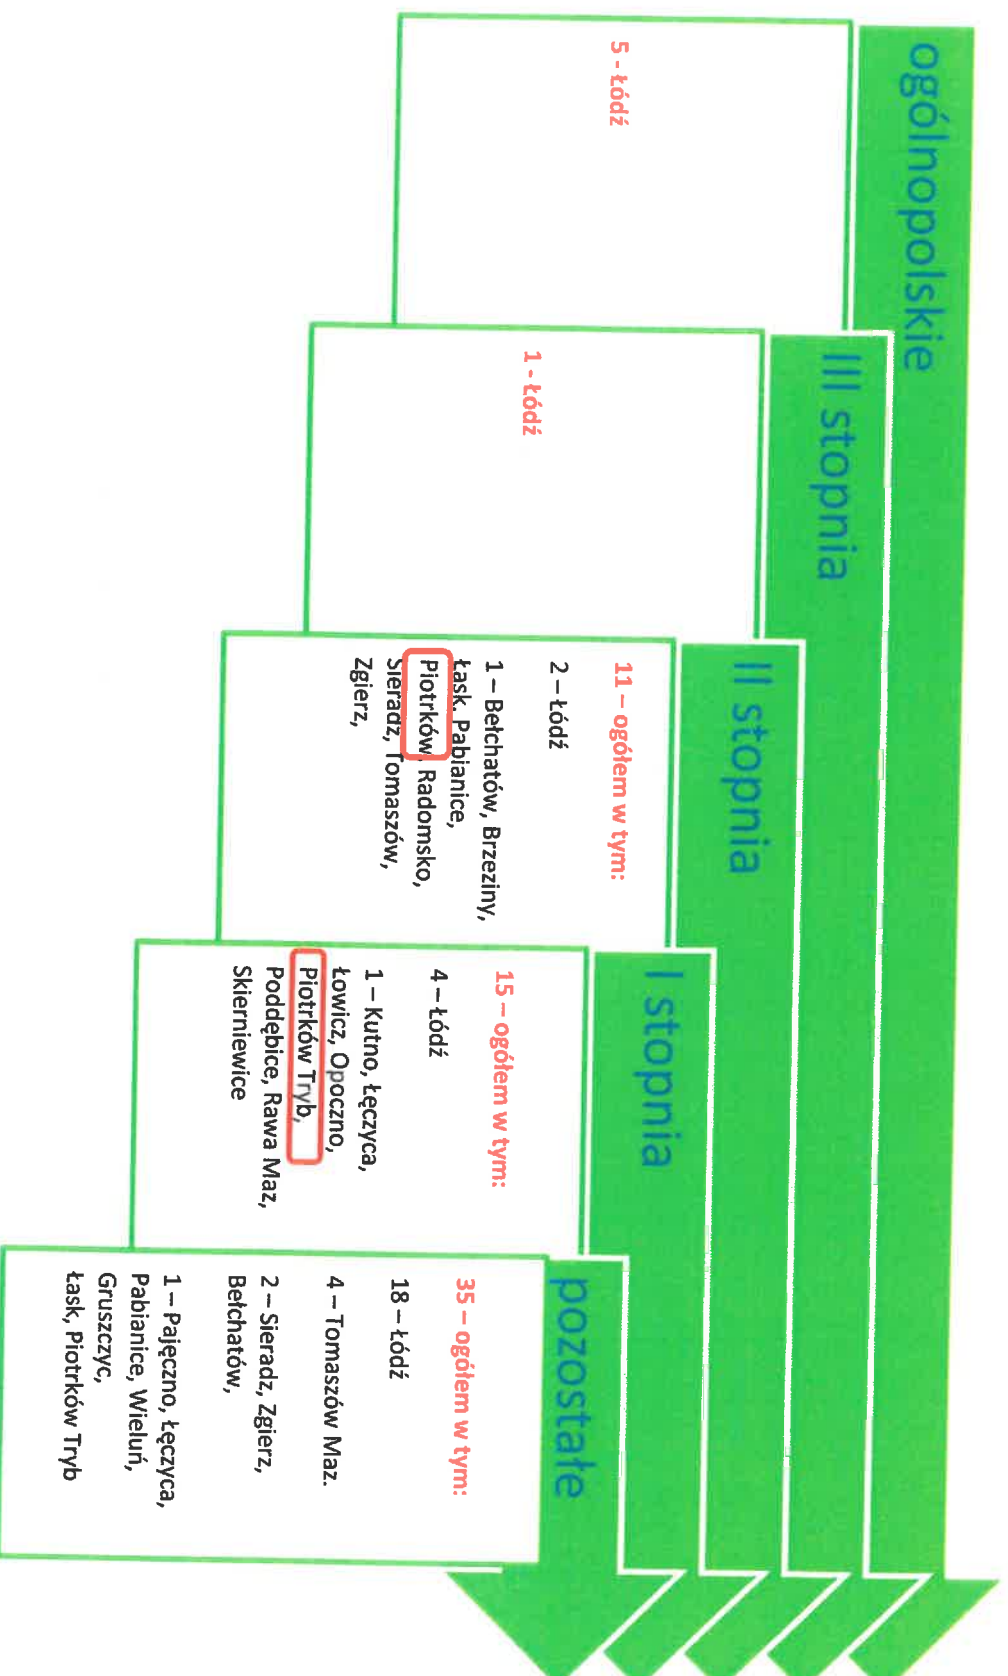 ogólnopolskie
5 - Łódź
III stopnia
1 - Łódź
II stopnia
11 – ogółem w tym:
2 – Łódź
1 – Bełchatów, Brzeziny,
Łask. Pabianice,
Piotrków, Radomsko,
Sieradz, Tomaszów,
Zgierz,
I stopnia
15 – ogółem w tym:
4 – Łódź
1 – Kutno, Łęczyca,
Łowicz, Opoczno,
Piotrków Tryb,
Poddębice, Rawa Maz,
Skierniewice
pozostałe
35 – ogółem w tym:
18 – Łódź
4 – Tomaszów Maz.
2 – Sieradz, Zgierz,
Bełchatów,
1 – Pajęczno, Łęczyca,
Pabianice, Wieluń,
Gruszczyc,
Łask, Piotrków Tryb